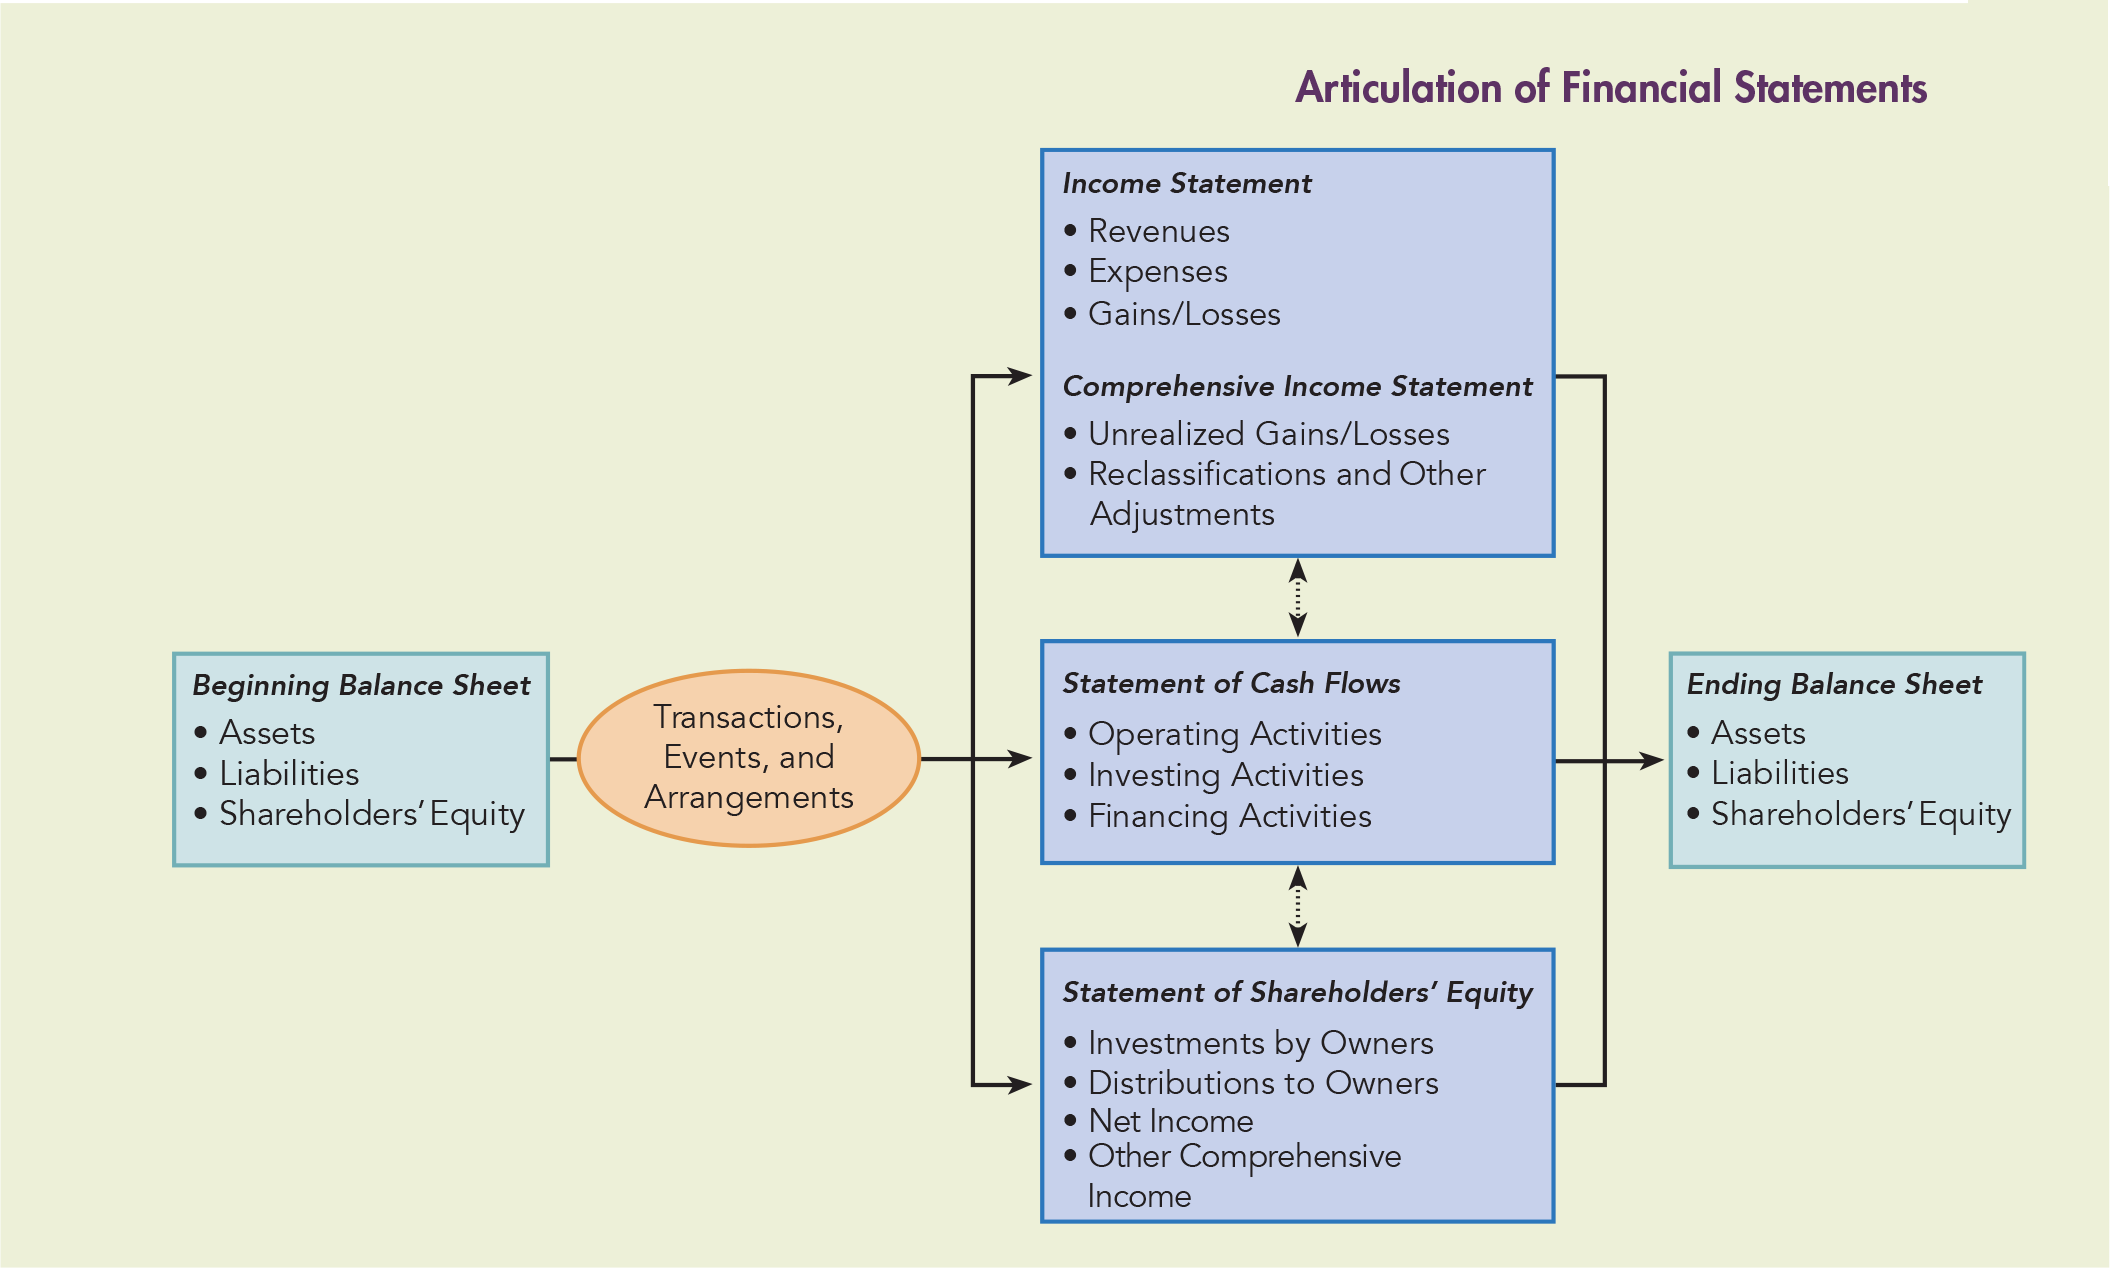 Articulation of Financial Statements
Beginning Balance Sheet
• Assets
• Liabilities
• Shareholders’ Equity
Transactions,
Events, and
Arrangements
Income Statement
• Revenues
• Expenses
• Gains/Losses
Comprehensive Income Statement
• Unrealized Gains/Losses
• Reclassifications and Other
Adjustments
Statement of Cash Flows
• Operating Activities
• Investing Activities
• Financing Activities
Statement of Shareholders’ Equity
• Investments by Owners
• Distributions to Owners
• Net Income
• Other Comprehensive
Income
Ending Balance Sheet
• Assets
• Liabilities
• Shareholders’ Equity